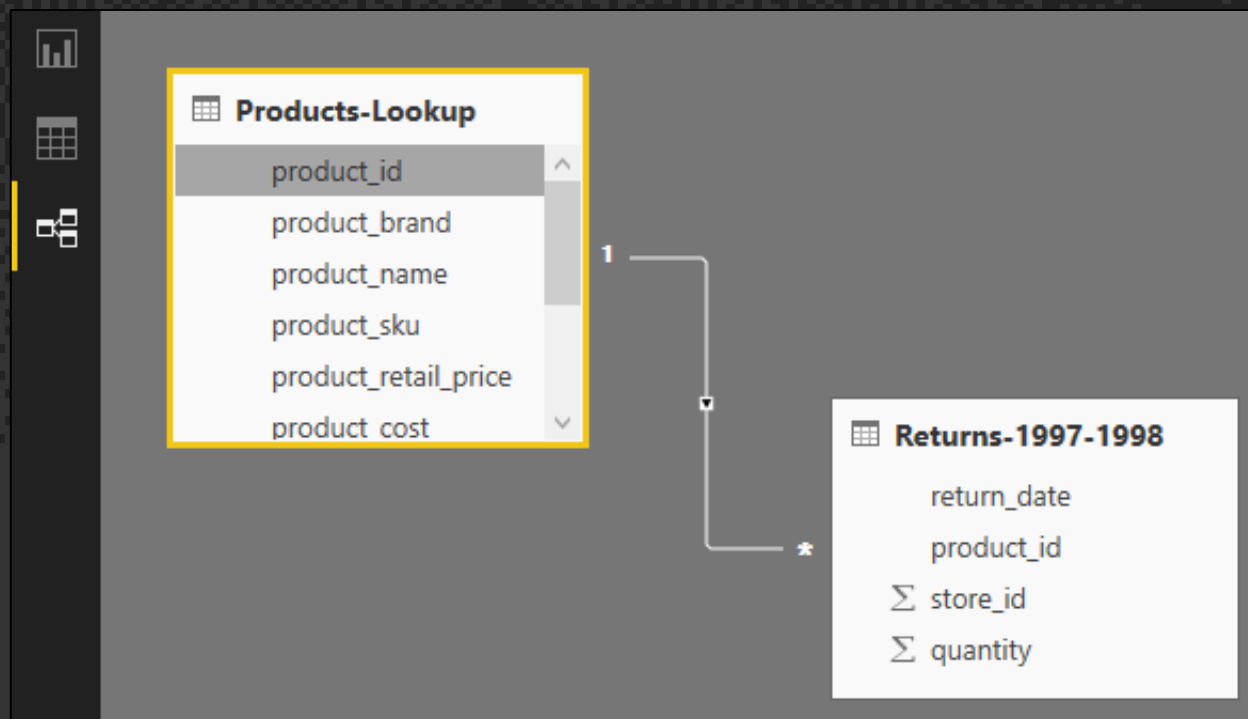 Products-Lookup
product_id
product_brand
product_name
product_sku
product_retail_price
product_cost
1
*
Returns-1997-1998
return_date
product_id
Σ store_id
Σ quantity